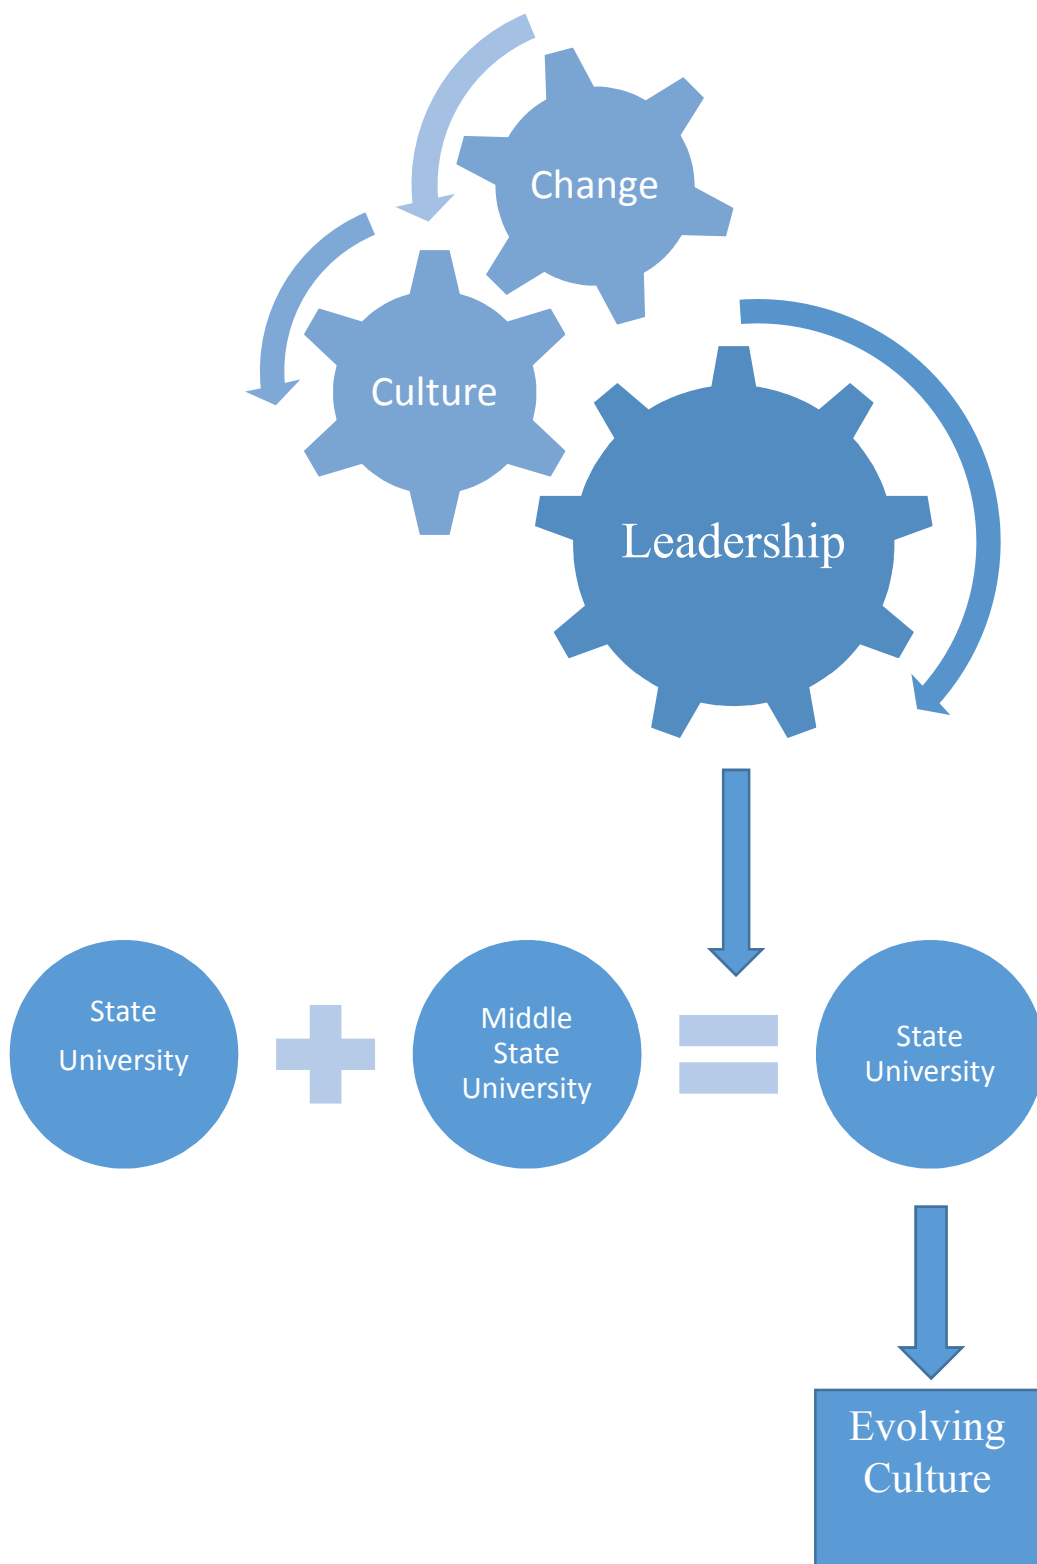 Change
Culture
Leadership
State
University
Middle
State
University
State
University
Evolving
Culture